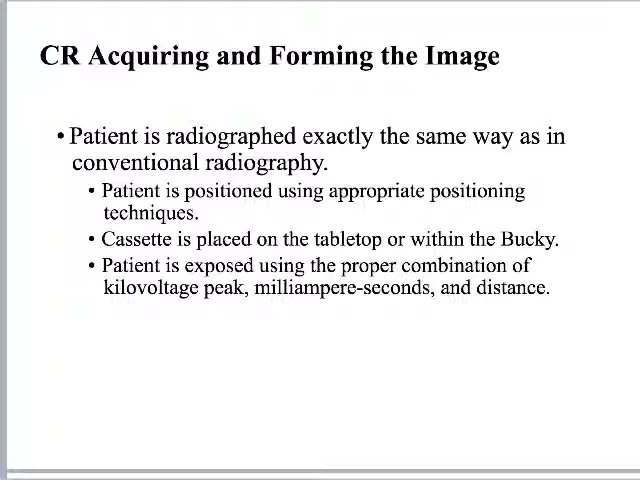 CR Acquiring and Forming the Image
• Patient is radiographed exactly the same way as in
conventional radiography.
• Patient is positioned using appropriate positioning
techniques.
• Cassette is placed on the tabletop or within the Bucky.
• Patient is exposed using the proper combination of
kilovoltage peak, milliampere-seconds, and distance.